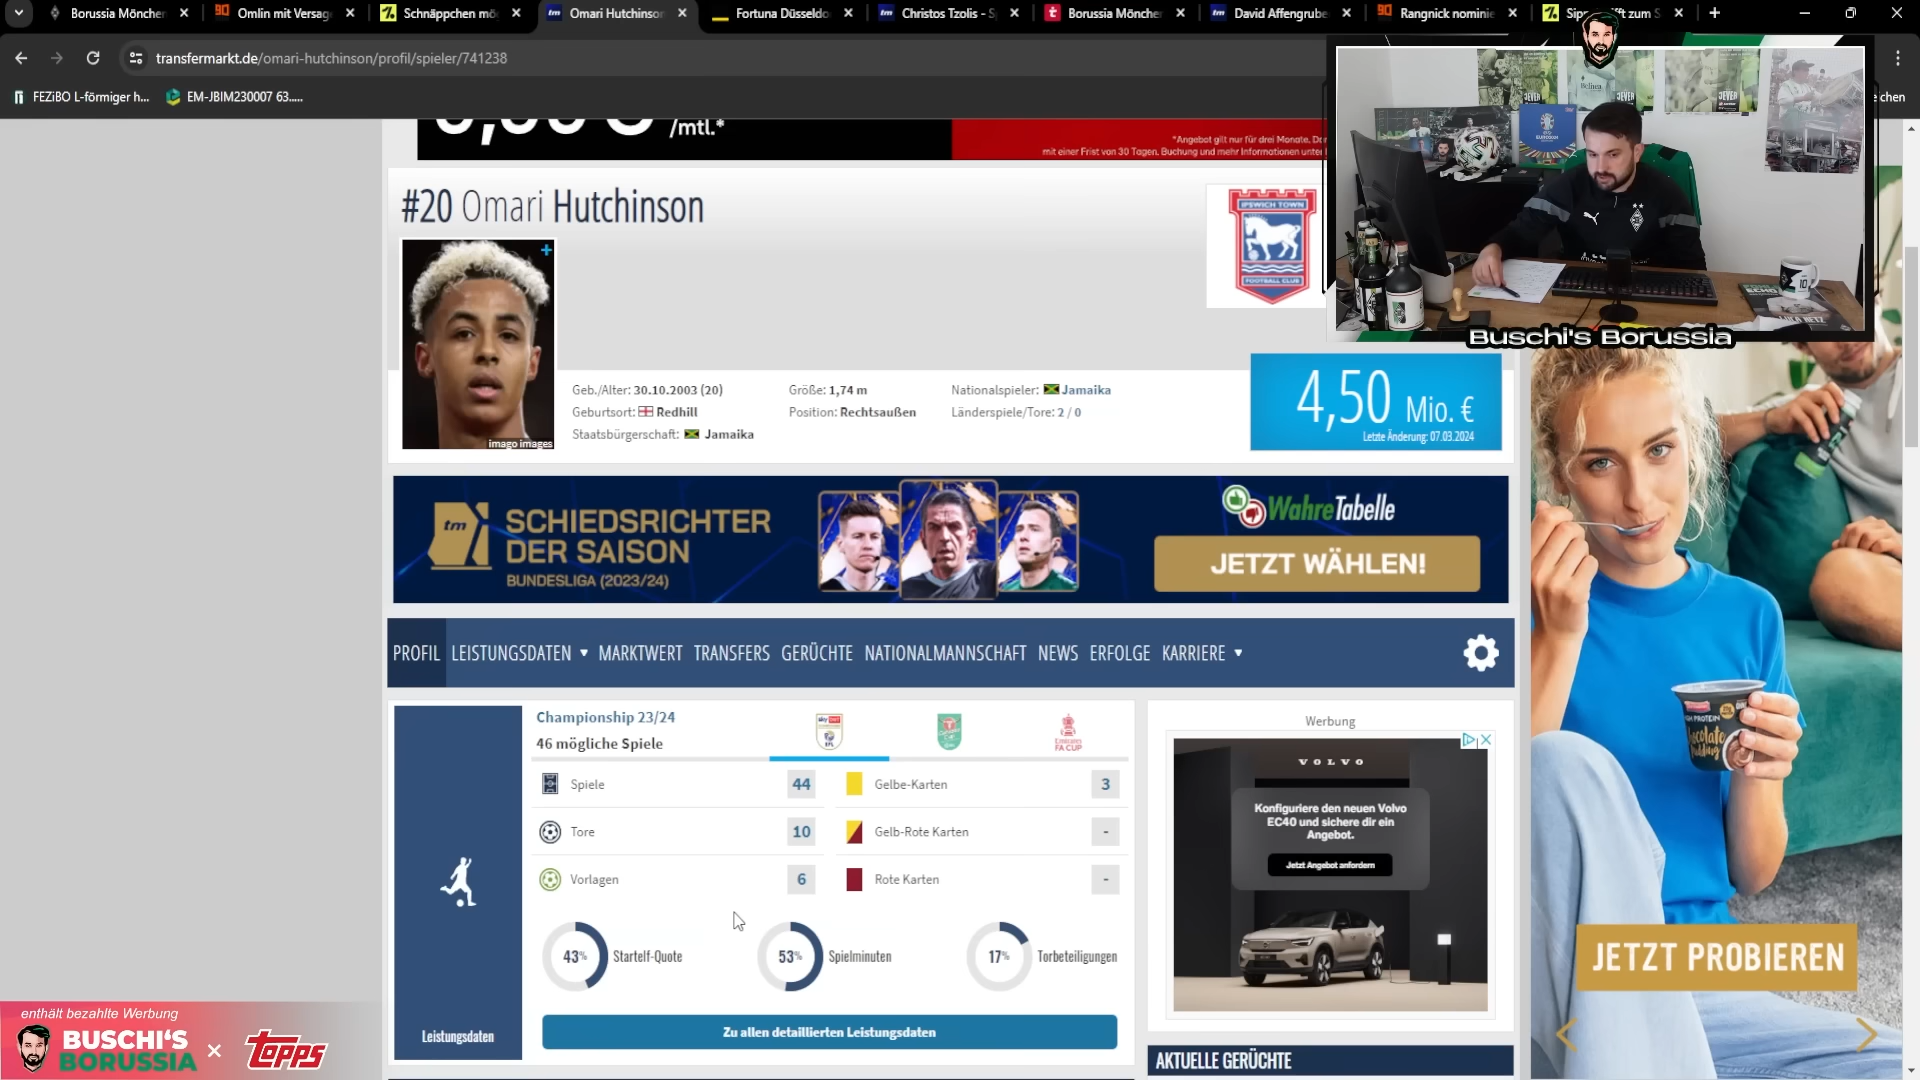 Borussia Mönchen
Omlin mit Versag
Schnäppchen mö
Omari Hutchinson
Fortuna Düsseldo
Christos Tzolis - S
Borussia Mönchen
David Affengrube
Rangnick nominie
transfermarkt.de/omari-hutchinson/profil/spieler/741238
FEZiBO L-förmiger h...
EM-JBIM230007 63.....
/mtl.*
*Angebot gilt nur für drei Monate.
mit einer Frist von 30 Tagen. Buchung und mehr Informationen unter
#20 Omari Hutchinson
IPSWICH TOWN
FOOTBALL CLUB
imago images
Geb./Alter: 30.10.2003 (20)
Geburtsort: Redhill
Staatsbürgerschaft: Jamaika
Größe: 1,74 m
Position: Rechtsaußen
Nationalspieler: Jamaika
Länderspiele/Tore: 2 / 0
4,50 Mio. €
Letzte Änderung: 07.03.2024
Buschi's Borussia
tm
SCHIEDSRICHTER
DER SAISON
BUNDESLIGA (2023/24)
WahreTabelle
JETZT WÄHLEN!
PROFIL LEISTUNGSDATEN MARKTWERT TRANSFERS GERÜCHTE NATIONALMANNSCHAFT NEWS ERFOLGE KARRIERE
Championship 23/24
46 mögliche Spiele
Spiele 44
Gelbe-Karten 3
Tore 10
Gelb-Rote Karten -
Vorlagen 6
Rote Karten -
43% Startelf-Quote
53% Spielminuten
17% Torbeteiligungen
Leistungsdaten
Zu allen detaillierten Leistungsdaten
Werbung
VOLVO
Konfiguriere den neuen Volvo
EC40 und sichere dir ein
Angebot.
Jetzt Angebot anfordern
AKTUELLE GERÜCHTE
JETZT PROBIEREN
enthält bezahlte Werbung
BUSCHI'S
BORUSSIA
×
topps